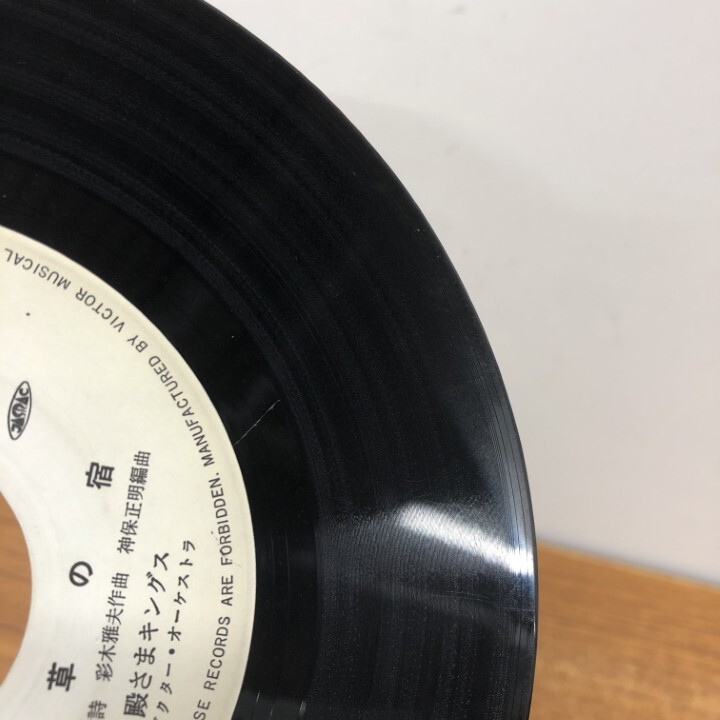 草の宿
詩 彩木雅夫作曲 神保正明編曲
殿さまキングス
クター・オーケストラ
SE RECORDS ARE FORBIDDEN. MANUFACTURED BY VICTOR MUSICAL